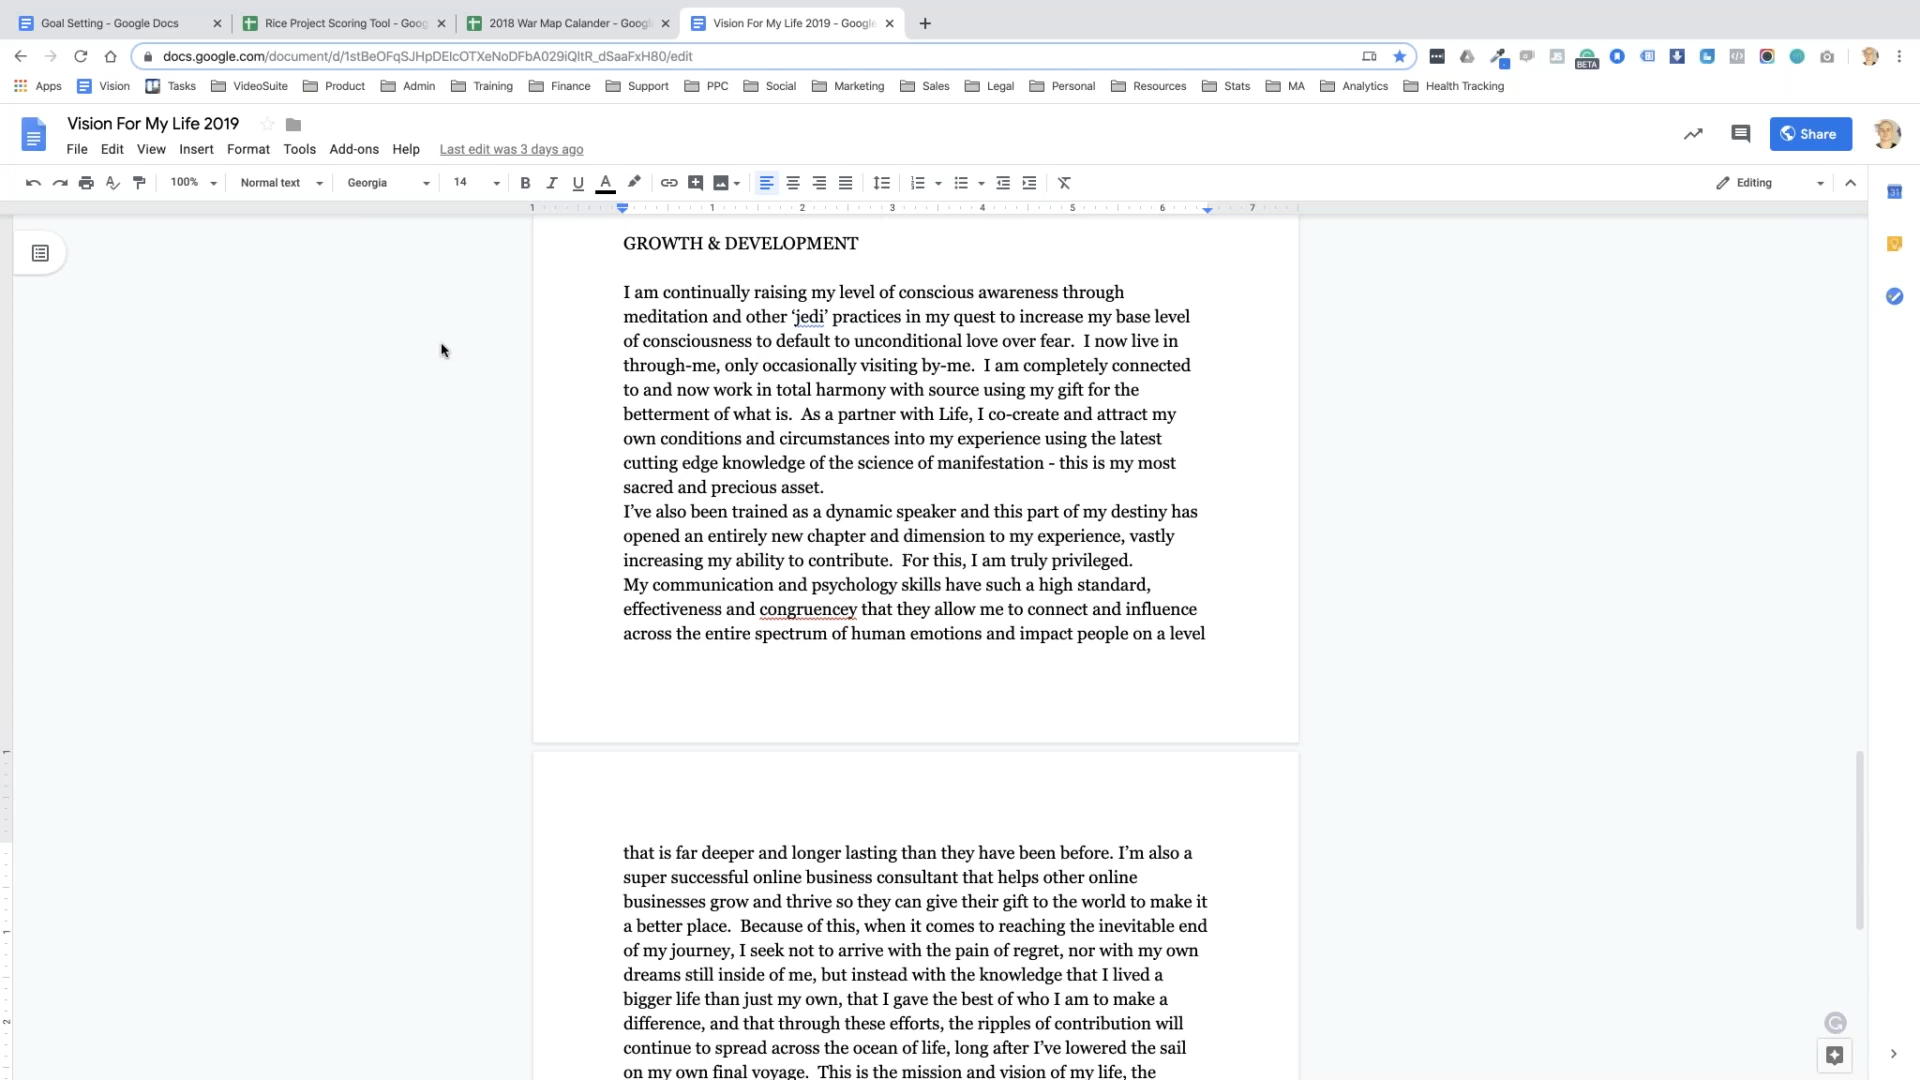 Goal Setting - Google Docs
Rice Project Scoring Tool - Goog
2018 War Map Calander - Googl
Vision For My Life 2019 - Google
docs.google.com/document/d/1stBeOFqSJHpDEIcOTXeNoDFbA029iQltR_dSaaFxH80/edit
BETA
Apps Vision Tasks VideoSuite Product Admin Training Finance Support PPC Social Marketing Sales Legal Personal Resources Stats MA Analytics Health Tracking
Vision For My Life 2019
Share
File Edit View Insert Format Tools Add-ons Help Last edit was 3 days ago
100% Normal text Georgia 14 B I U A Editing
31
1 1 2 3 4 5 6 7
GROWTH & DEVELOPMENT
I am continually raising my level of conscious awareness through
meditation and other ‘jedi’ practices in my quest to increase my base level
of consciousness to default to unconditional love over fear.  I now live in
through-me, only occasionally visiting by-me.  I am completely connected
to and now work in total harmony with source using my gift for the
betterment of what is.  As a partner with Life, I co-create and attract my
own conditions and circumstances into my experience using the latest
cutting edge knowledge of the science of manifestation - this is my most
sacred and precious asset.
I’ve also been trained as a dynamic speaker and this part of my destiny has
opened an entirely new chapter and dimension to my experience, vastly
increasing my ability to contribute.  For this, I am truly privileged.
My communication and psychology skills have such a high standard,
effectiveness and congruencey that they allow me to connect and influence
across the entire spectrum of human emotions and impact people on a level
1
that is far deeper and longer lasting than they have been before. I’m also a
super successful online business consultant that helps other online
businesses grow and thrive so they can give their gift to the world to make it
a better place.  Because of this, when it comes to reaching the inevitable end
1
of my journey, I seek not to arrive with the pain of regret, nor with my own
dreams still inside of me, but instead with the knowledge that I lived a
bigger life than just my own, that I gave the best of who I am to make a
difference, and that through these efforts, the ripples of contribution will
2
continue to spread across the ocean of life, long after I’ve lowered the sail
on my own final voyage.  This is the mission and vision of my life, the